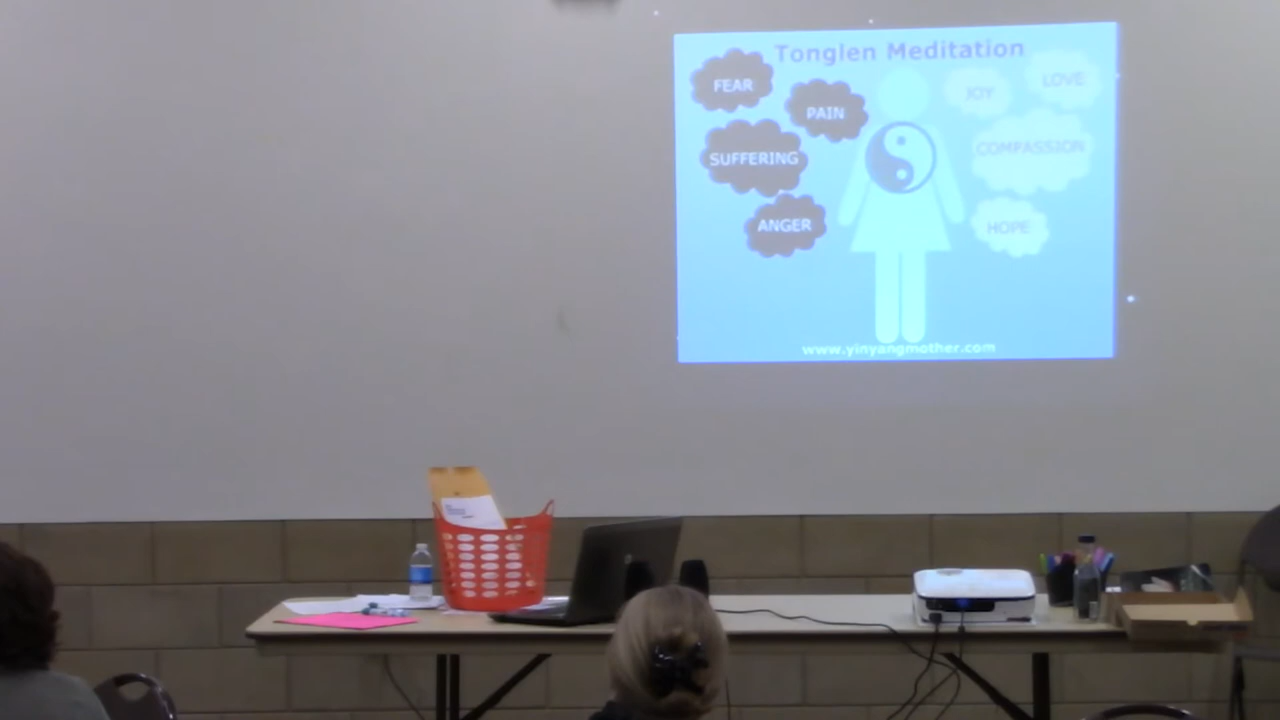 Tonglen Meditation
FEAR
PAIN
JOY
LOVE
SUFFERING
COMPASSION
ANGER
HOPE
www.yinyangmother.com